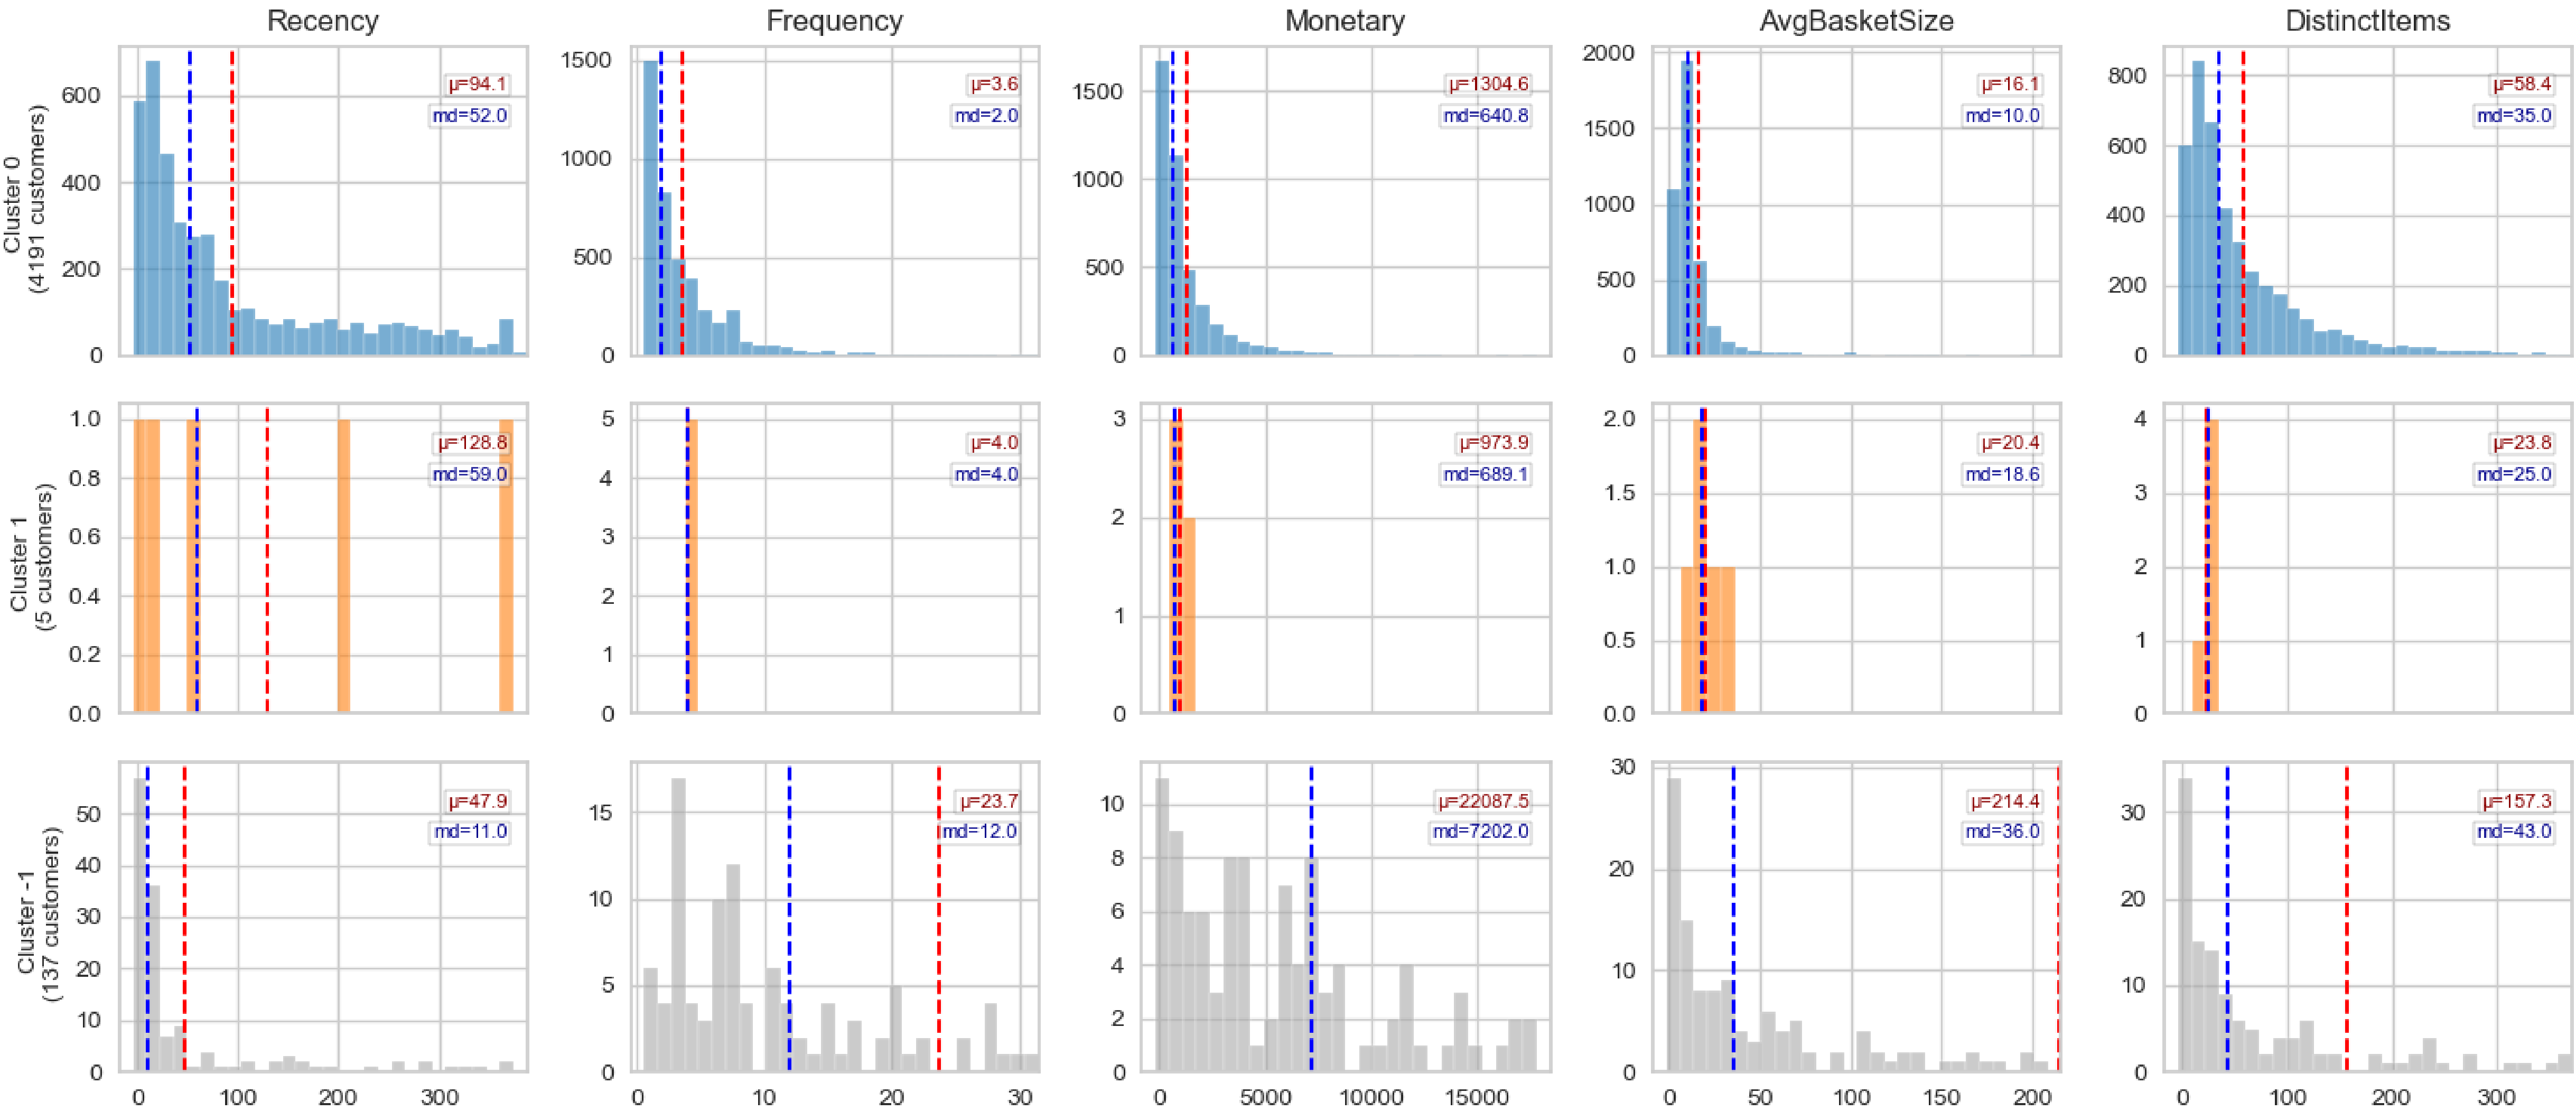 Recency
Frequency
Monetary
AvgBasketSize
DistinctItems
Cluster 0
(4191 customers)
600
400
200
0
μ=94.1
md=52.0
1500
1000
500
0
μ=3.6
md=2.0
1500
1000
500
0
μ=1304.6
md=640.8
2000
1500
1000
500
0
μ=16.1
md=10.0
800
600
400
200
0
μ=58.4
md=35.0
Cluster 1
(5 customers)
1.0
0.8
0.6
0.4
0.2
0.0
μ=128.8
md=59.0
5
4
3
2
1
0
μ=4.0
md=4.0
3
2
1
0
μ=973.9
md=689.1
2.0
1.5
1.0
0.5
0.0
μ=20.4
md=18.6
4
3
2
1
0
μ=23.8
md=25.0
Cluster -1
(137 customers)
50
40
30
20
10
0
μ=47.9
md=11.0
0 100 200 300
15
10
5
0
μ=23.7
md=12.0
0 10 20 30
10
8
6
4
2
0
μ=22087.5
md=7202.0
0 5000 10000 15000
30
20
10
0
μ=214.4
md=36.0
0 50 100 150 200
30
20
10
0
μ=157.3
md=43.0
0 100 200 300